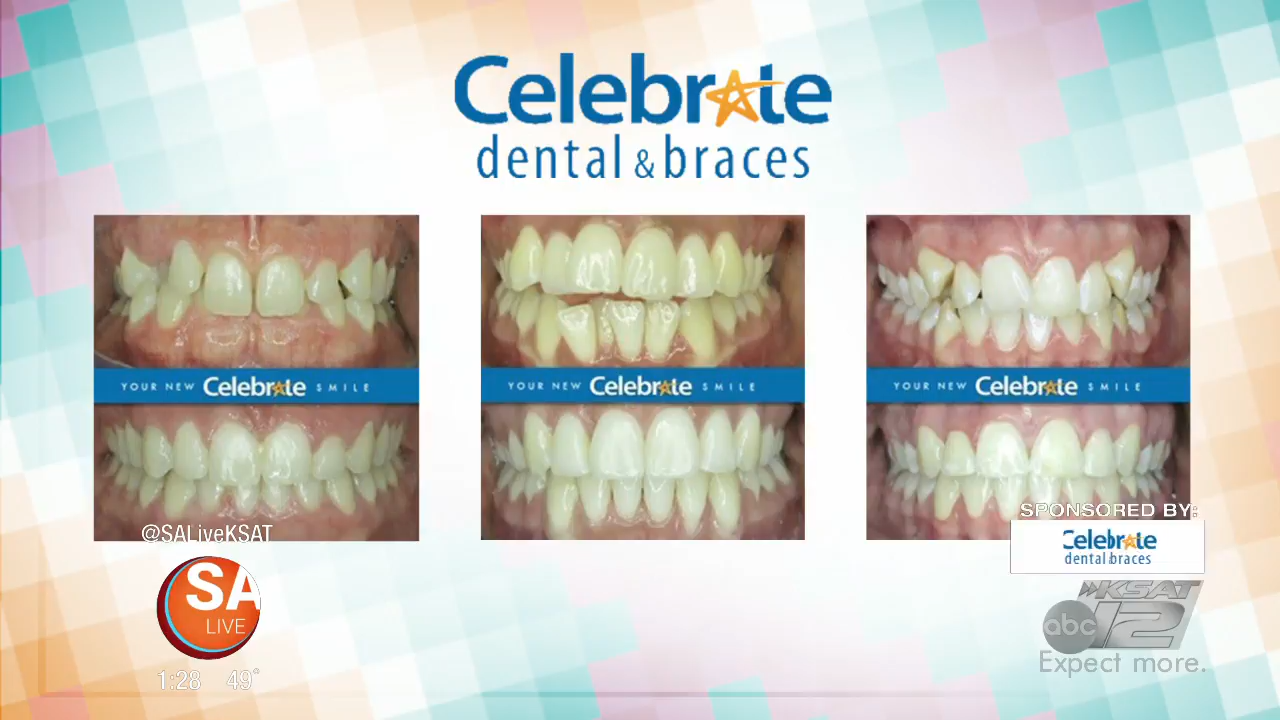 Celebrate
dental & braces
YOUR NEW Celebrate SMILE
YOUR NEW Celebrate SMILE
YOUR NEW Celebrate SMILE
@SALiveKSAT
SA
LIVE
1:28 49°
SPONSORED BY:
Celebrate
dental & braces
KSAT
abc 12
Expect more.